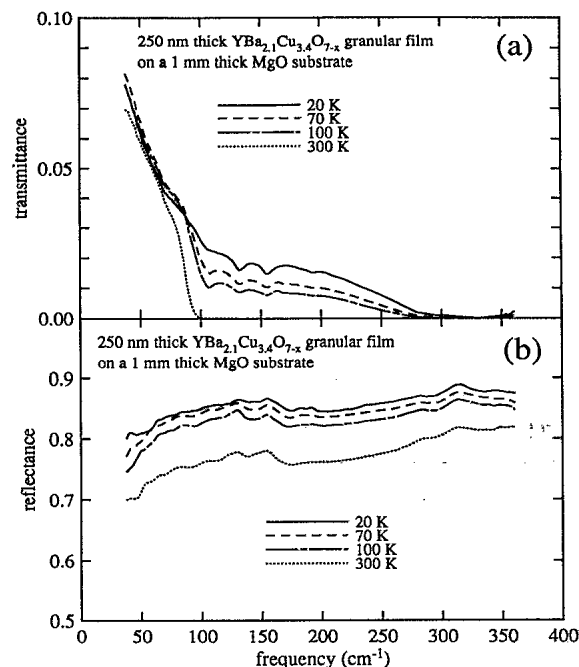 0.10
250 nm thick YBa2.1Cu3.4O7-x granular film
on a 1 mm thick MgO substrate
(a)
20 K
70 K
100 K
300 K
0.05
transmittance
0.00
250 nm thick YBa2.1Cu3.4O7-x granular film
on a 1 mm thick MgO substrate
(b)
0.9
0.8
reflectance
0.7
20 K
70 K
100 K
300 K
0.6
0.5
0 50 100 150 200 250 300 350 400
frequency (cm-1)